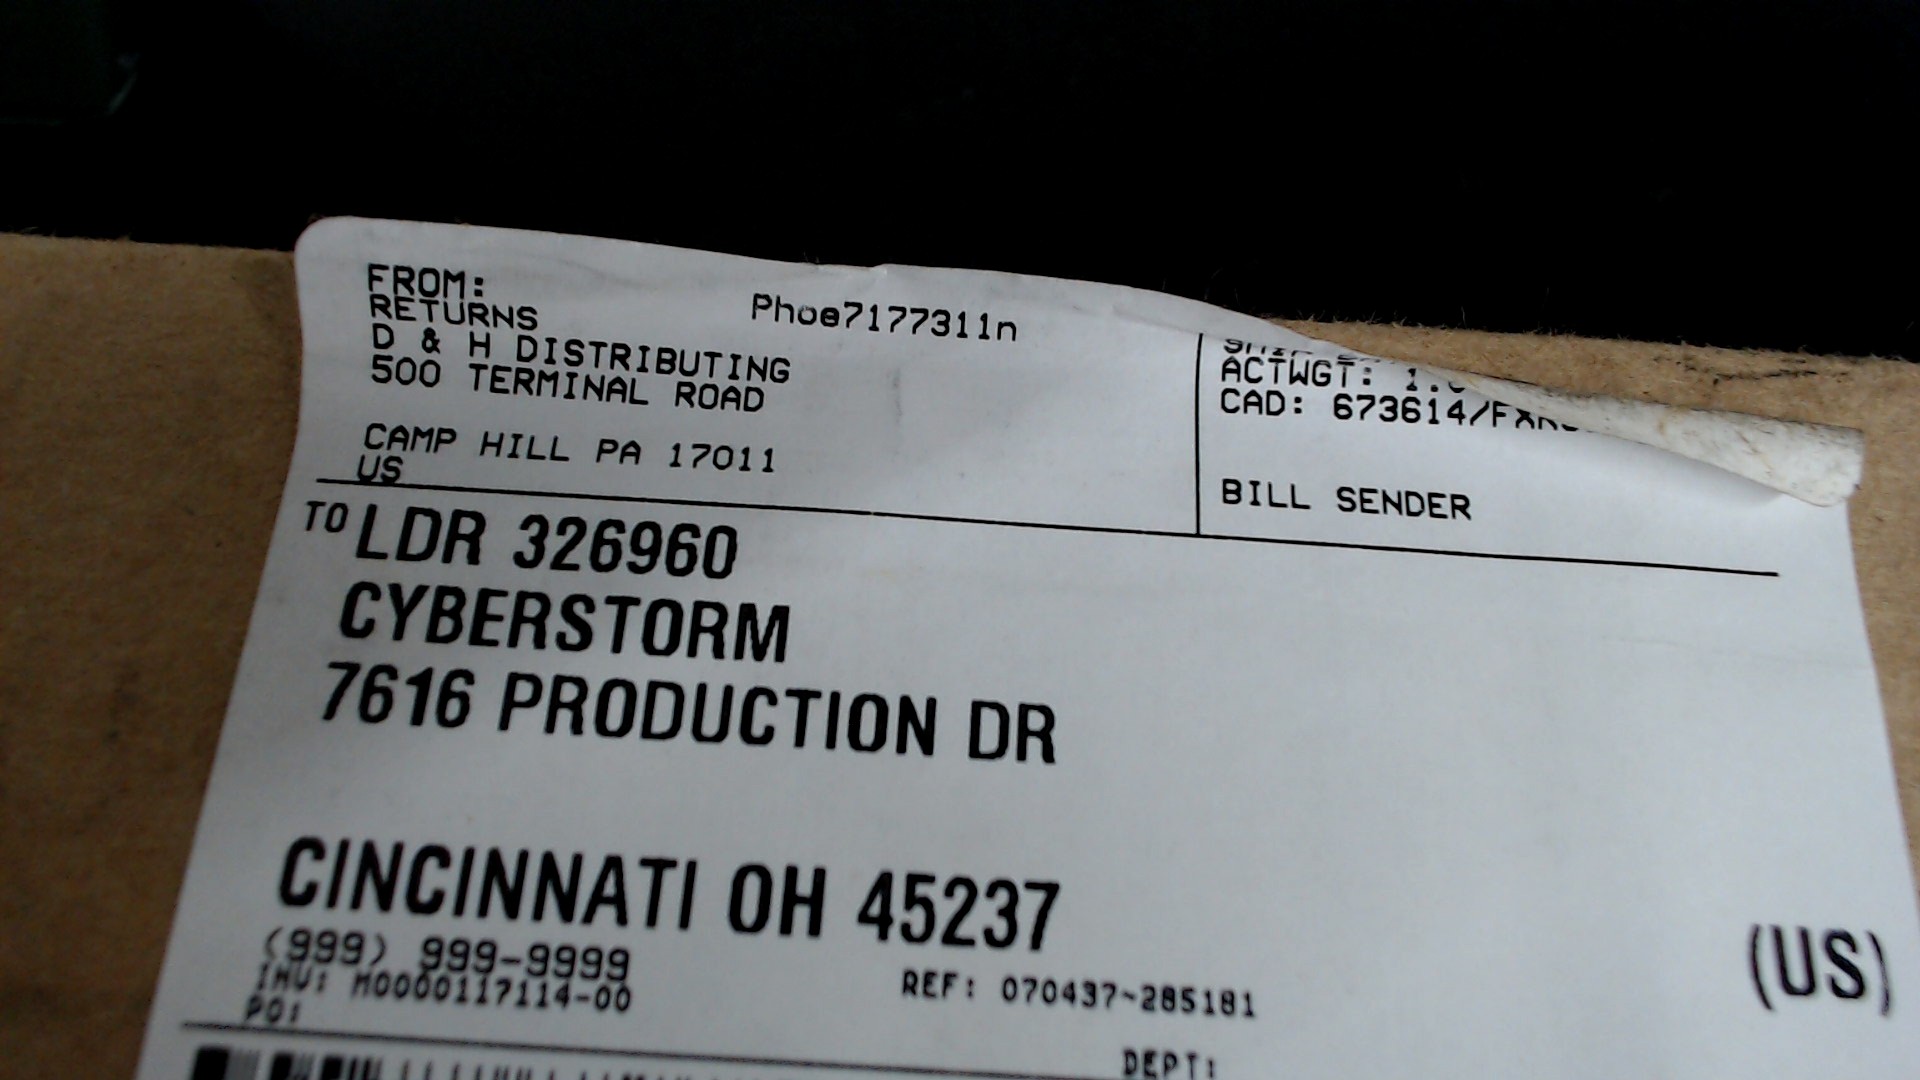 FROM:
RETURNS
D & H DISTRIBUTING
500 TERMINAL ROAD
CAMP HILL PA 17011
US
Phoe7177311n
ACTWGT:
CAD: 673614/
BILL SENDER
TO LDR 326960
CYBERSTORM
7616 PRODUCTION DR
CINCINNATI OH 45237
(US)
(999) 999-9999
INV: M0000117114-00
REF: 070437-285181
PO:
DEPT: